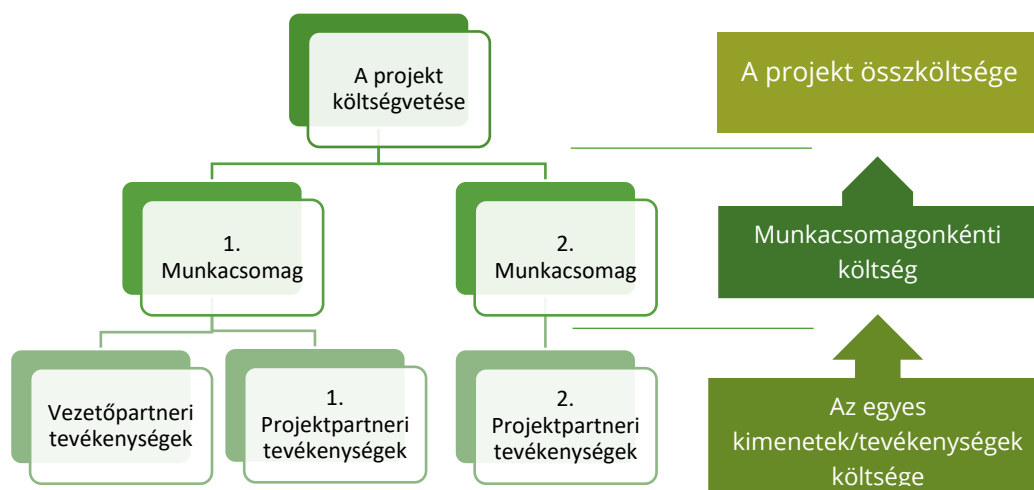 A projekt
költségvetése
A projekt összköltsége
1.
Munkacsomag
2.
Munkacsomag
Munkacsomagonkénti
költség
Vezetőpartneri
tevékenységek
1.
Projektpartneri
tevékenységek
2.
Projektpartneri
tevékenységek
Az egyes
kimenetek/tevékenységek
költsége